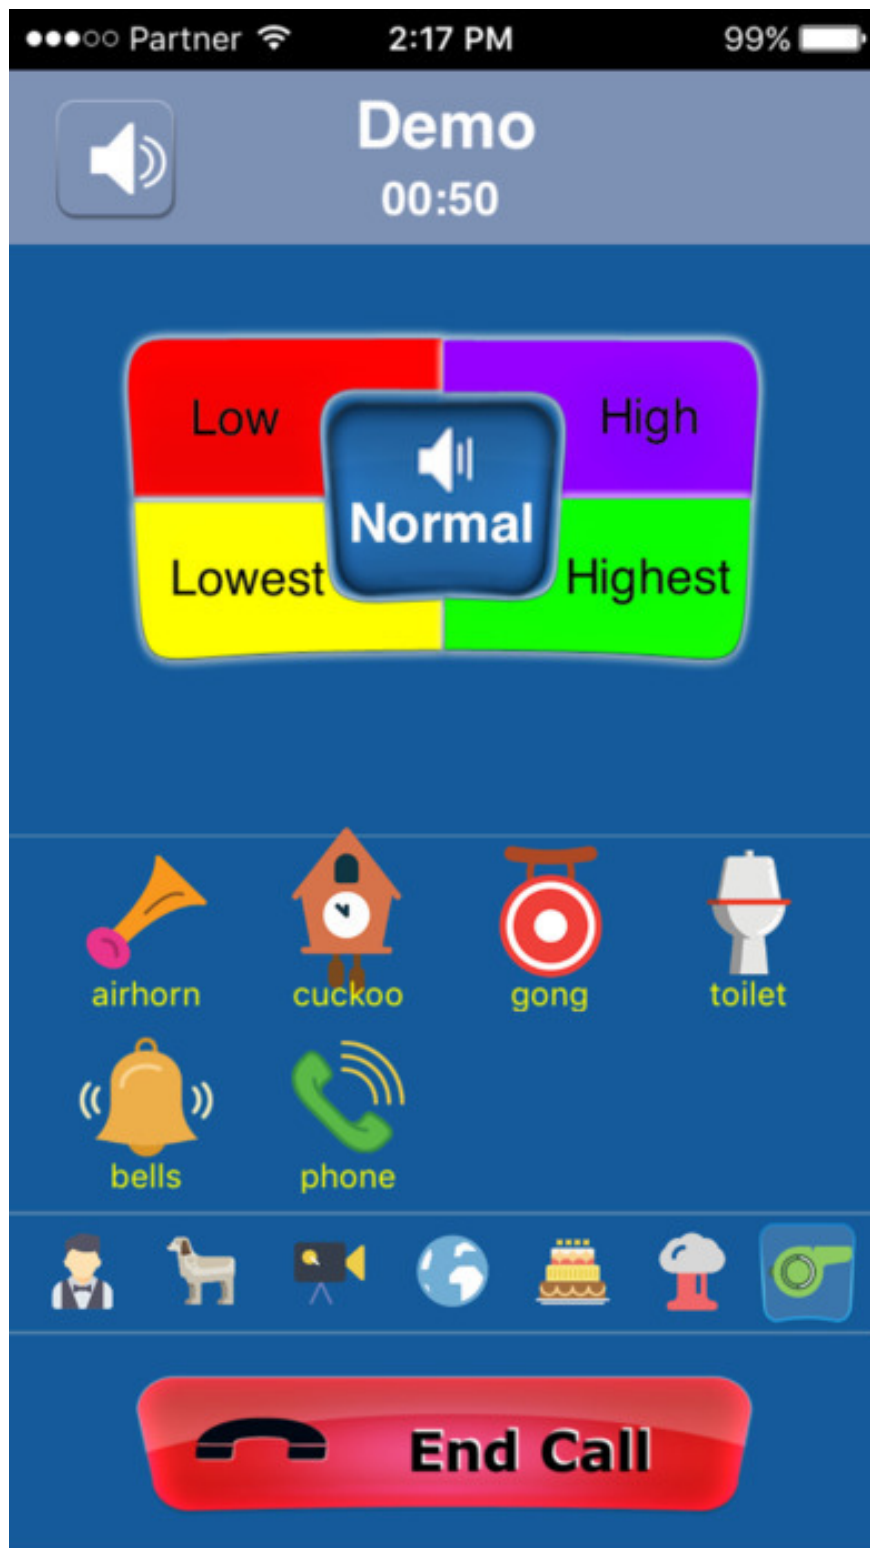 Partner 2:17 PM 99%
Demo
00:50
Low High
Normal
Lowest Highest
airhorn cuckoo gong toilet
bells phone
End Call